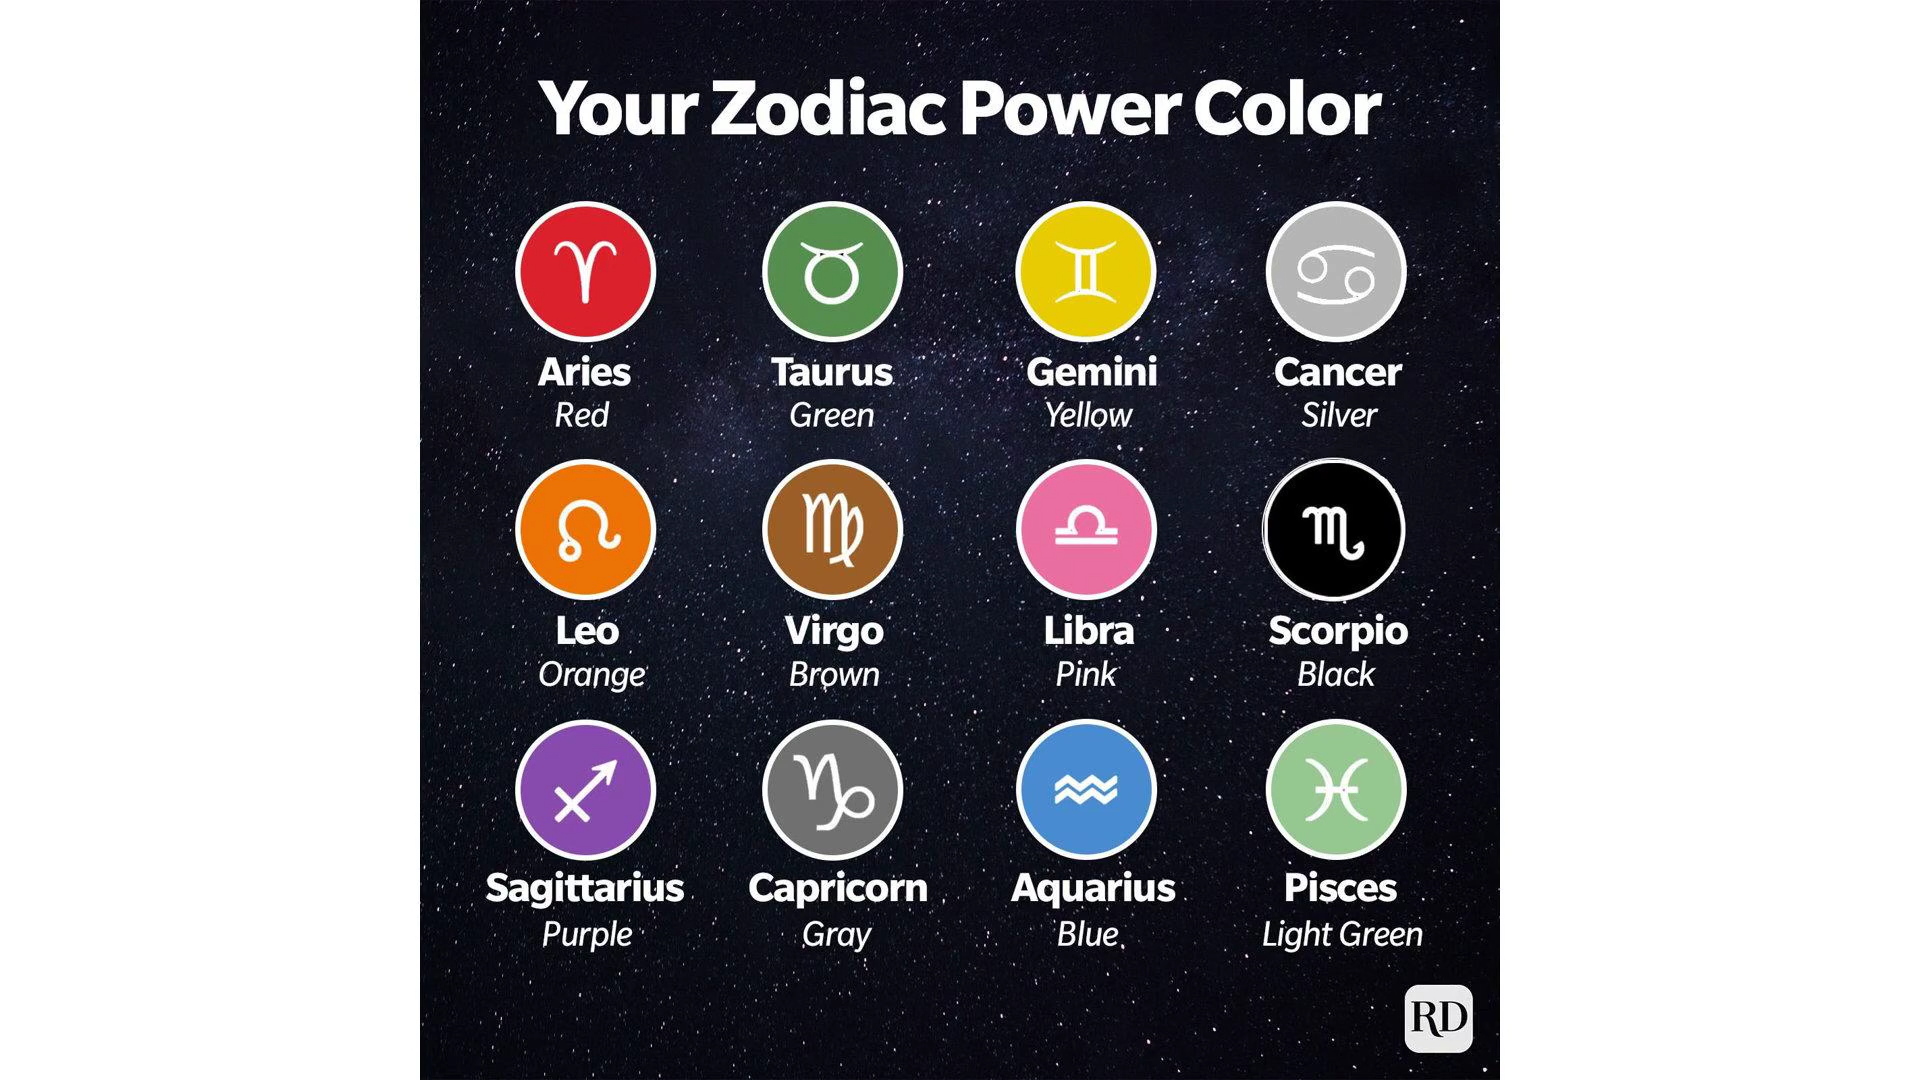 Your Zodiac Power Color
Aries Taurus Gemini Cancer
Red Green Yellow Silver
Leo Virgo Libra Scorpio
Orange Brown Pink Black
Sagittarius Capricorn Aquarius Pisces
Purple Gray Blue Light Green
RD